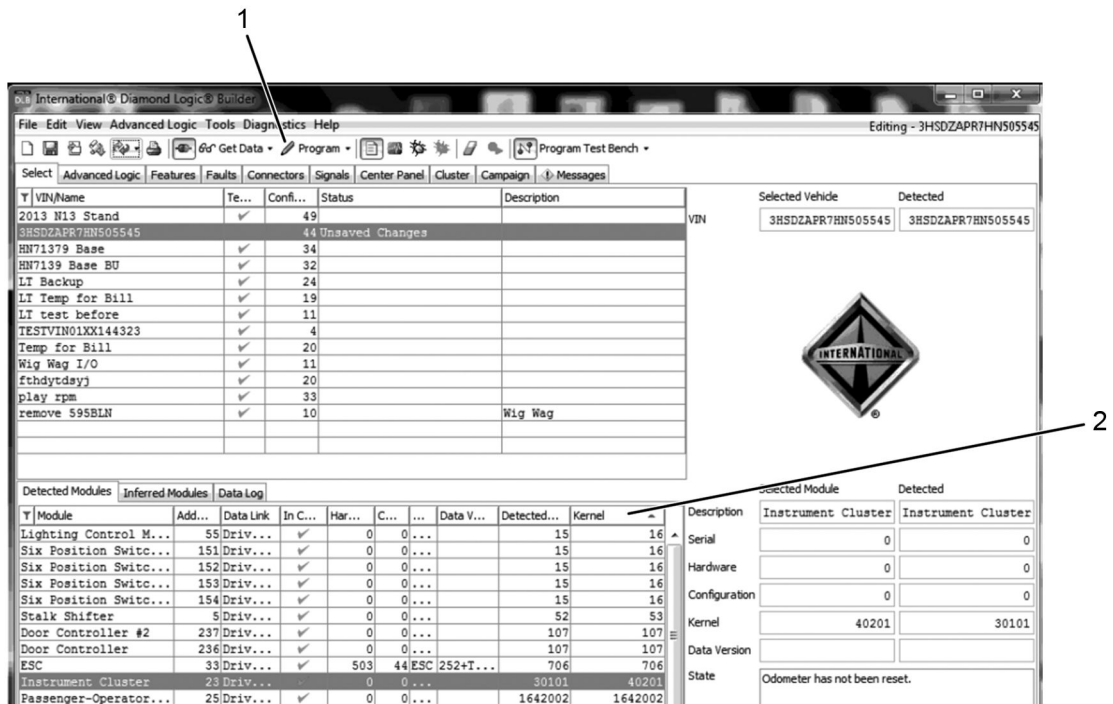 1
DLB International® Diamond Logic® Builder
File Edit View Advanced Logic Tools Diagnostics Help Editing - 3HSDZAPR7HN505545
Get Data Program Program Test Bench
Select Advanced Logic Features Faults Connectors Signals Center Panel Cluster Campaign Messages
VIN/Name Te... Confi... Status Description
2013 N13 Stand 49
3HSDZAPR7HN505545 44 Unsaved Changes
HN71379 Base 34
HN7139 Base BU 32
LT Backup 24
LT Temp for Bill 19
LT test before 11
TESTVIN01XX144323 4
Temp for Bill 20
Wig Wag I/O 11
fthdytdsyj 20
play rpm 33
remove 595BLN 10 Wig Wag
Selected Vehicle Detected
VIN 3HSDZAPR7HN505545 3HSDZAPR7HN505545
INTERNATIONAL ®
2
Detected Modules Inferred Modules Data Log
Module Add... Data Link In C... Har... C... ... Data V... Detected... Kernel
Lighting Control M... 55 Driv... 0 0 ... 15 16
Six Position Switc... 151 Driv... 0 0 ... 15 16
Six Position Switc... 152 Driv... 0 0 ... 15 16
Six Position Switc... 153 Driv... 0 0 ... 15 16
Six Position Switc... 154 Driv... 0 0 ... 15 16
Stalk Shifter 5 Driv... 0 0 ... 52 53
Door Controller #2 237 Driv... 0 0 ... 107 107
Door Controller 236 Driv... 0 0 ... 107 107
ESC 33 Driv... 503 44 ESC 252+T... 706 706
Instrument Cluster 23 Driv... 0 0 ... 30101 40201
Passenger-Operator... 25 Driv... 0 0 ... 1642002 1642002
Selected Module Detected
Description Instrument Cluster Instrument Cluster
Serial 0 0
Hardware 0 0
Configuration 0 0
Kernel 40201 30101
Data Version
State Odometer has not been reset.